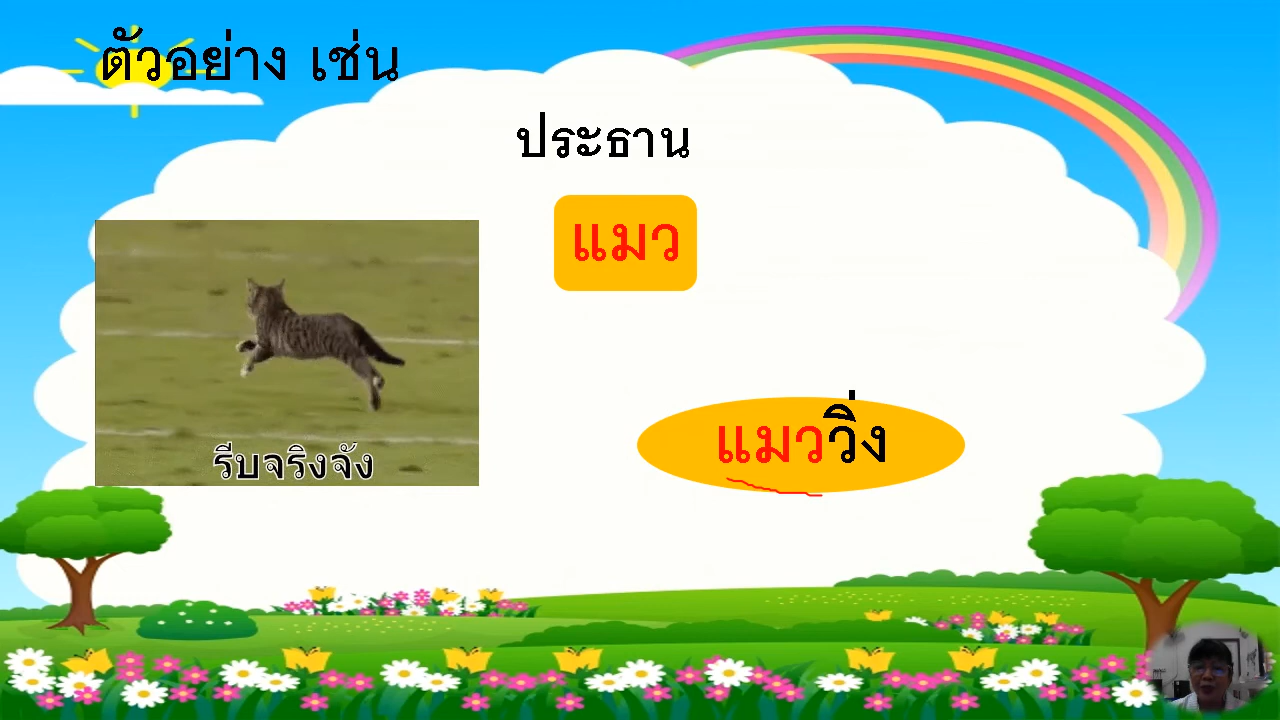 ตัวอย่าง เช่น
ประธาน
แมว
แมววิ่ง
รีบจริงจัง